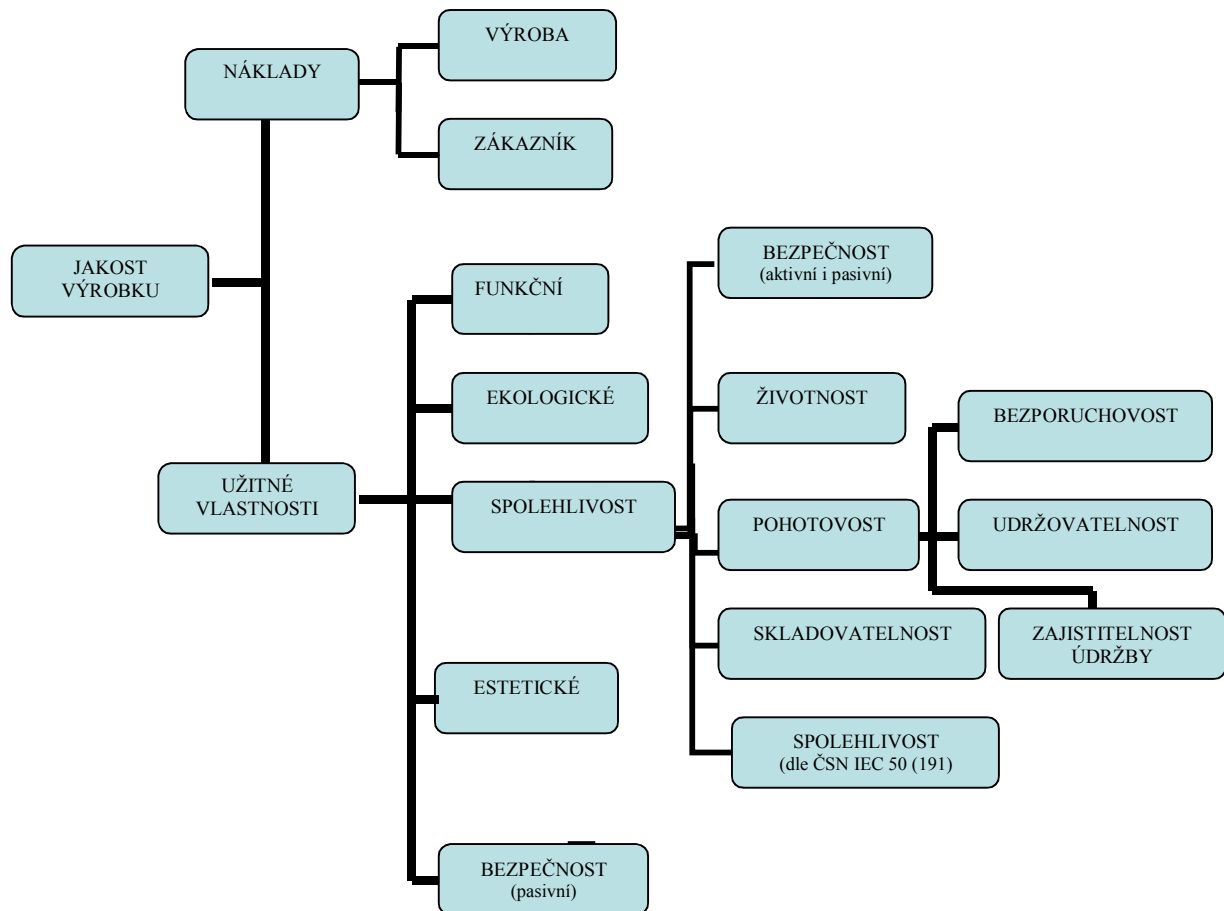 VÝROBA
NÁKLADY
ZÁKAZNÍK
JAKOST
VÝROBKU
BEZPEČNOST
(aktivní i pasivní)
FUNKČNÍ
EKOLOGICKÉ
ŽIVOTNOST
BEZPORUCHOVOST
UŽITNÉ
VLASTNOSTI
SPOLEHLIVOST
POHOTOVOST
UDRŽOVATELNOST
SKLADOVATELNOST
ZAJISTITELNOST
ÚDRŽBY
ESTETICKÉ
SPOLEHLIVOST
(dle ČSN IEC 50 (191)
BEZPEČNOST
(pasivní)